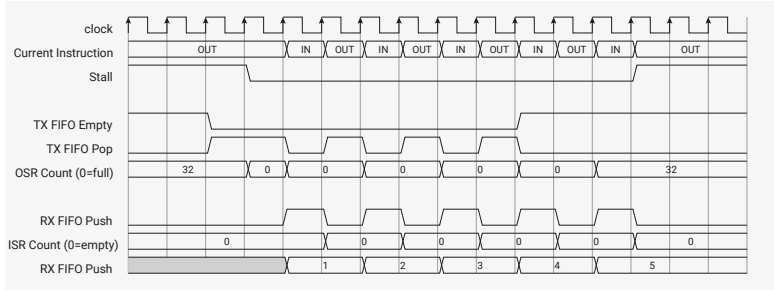 clock
Current Instruction OUT IN OUT IN OUT IN OUT IN OUT IN OUT
Stall
TX FIFO Empty
TX FIFO Pop
OSR Count (0=full) 32 0 0 0 0 0 32
RX FIFO Push
ISR Count (0=empty) 0 0 0 0 0 0
RX FIFO Push 1 2 3 4 5